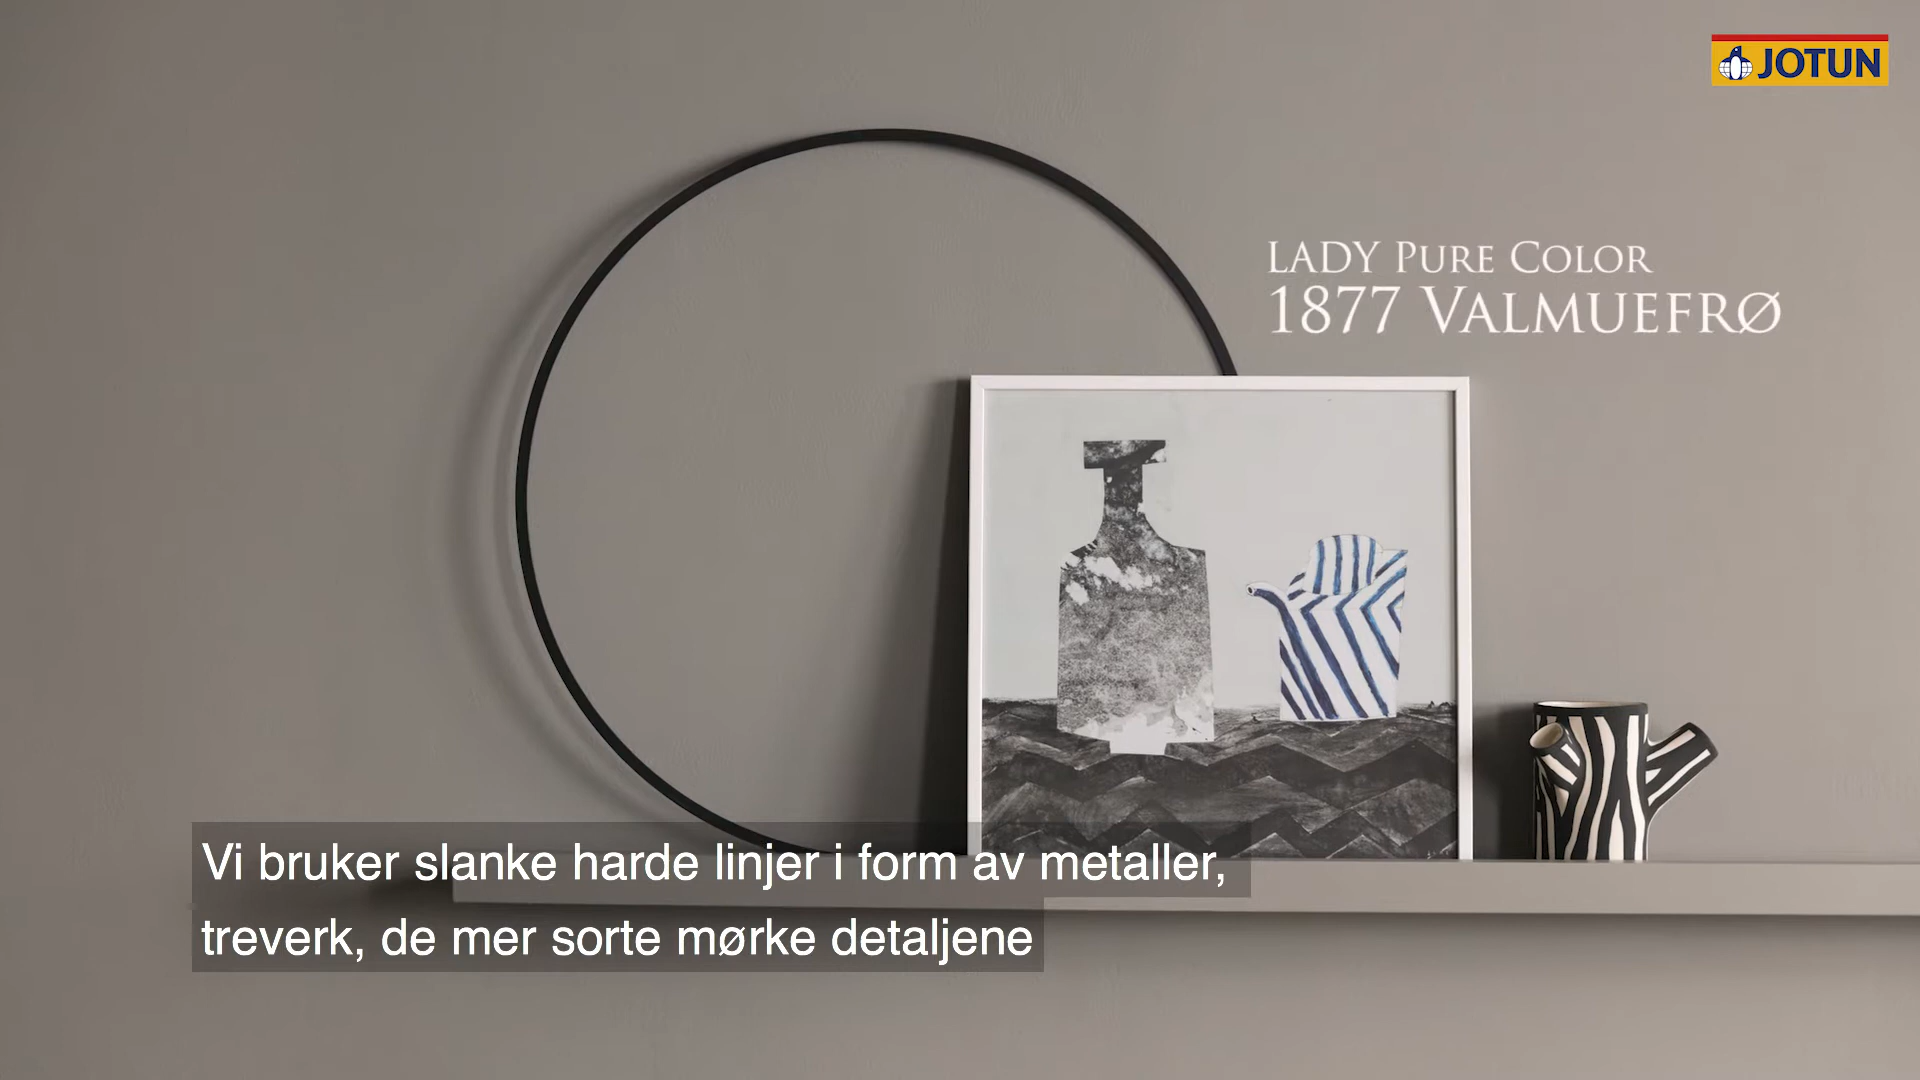 JOTUN
LADY PURE COLOR
1877 VALMUEFRØ
Vi bruker slanke harde linjer i form av metaller,
treverk, de mer sorte mørke detaljene